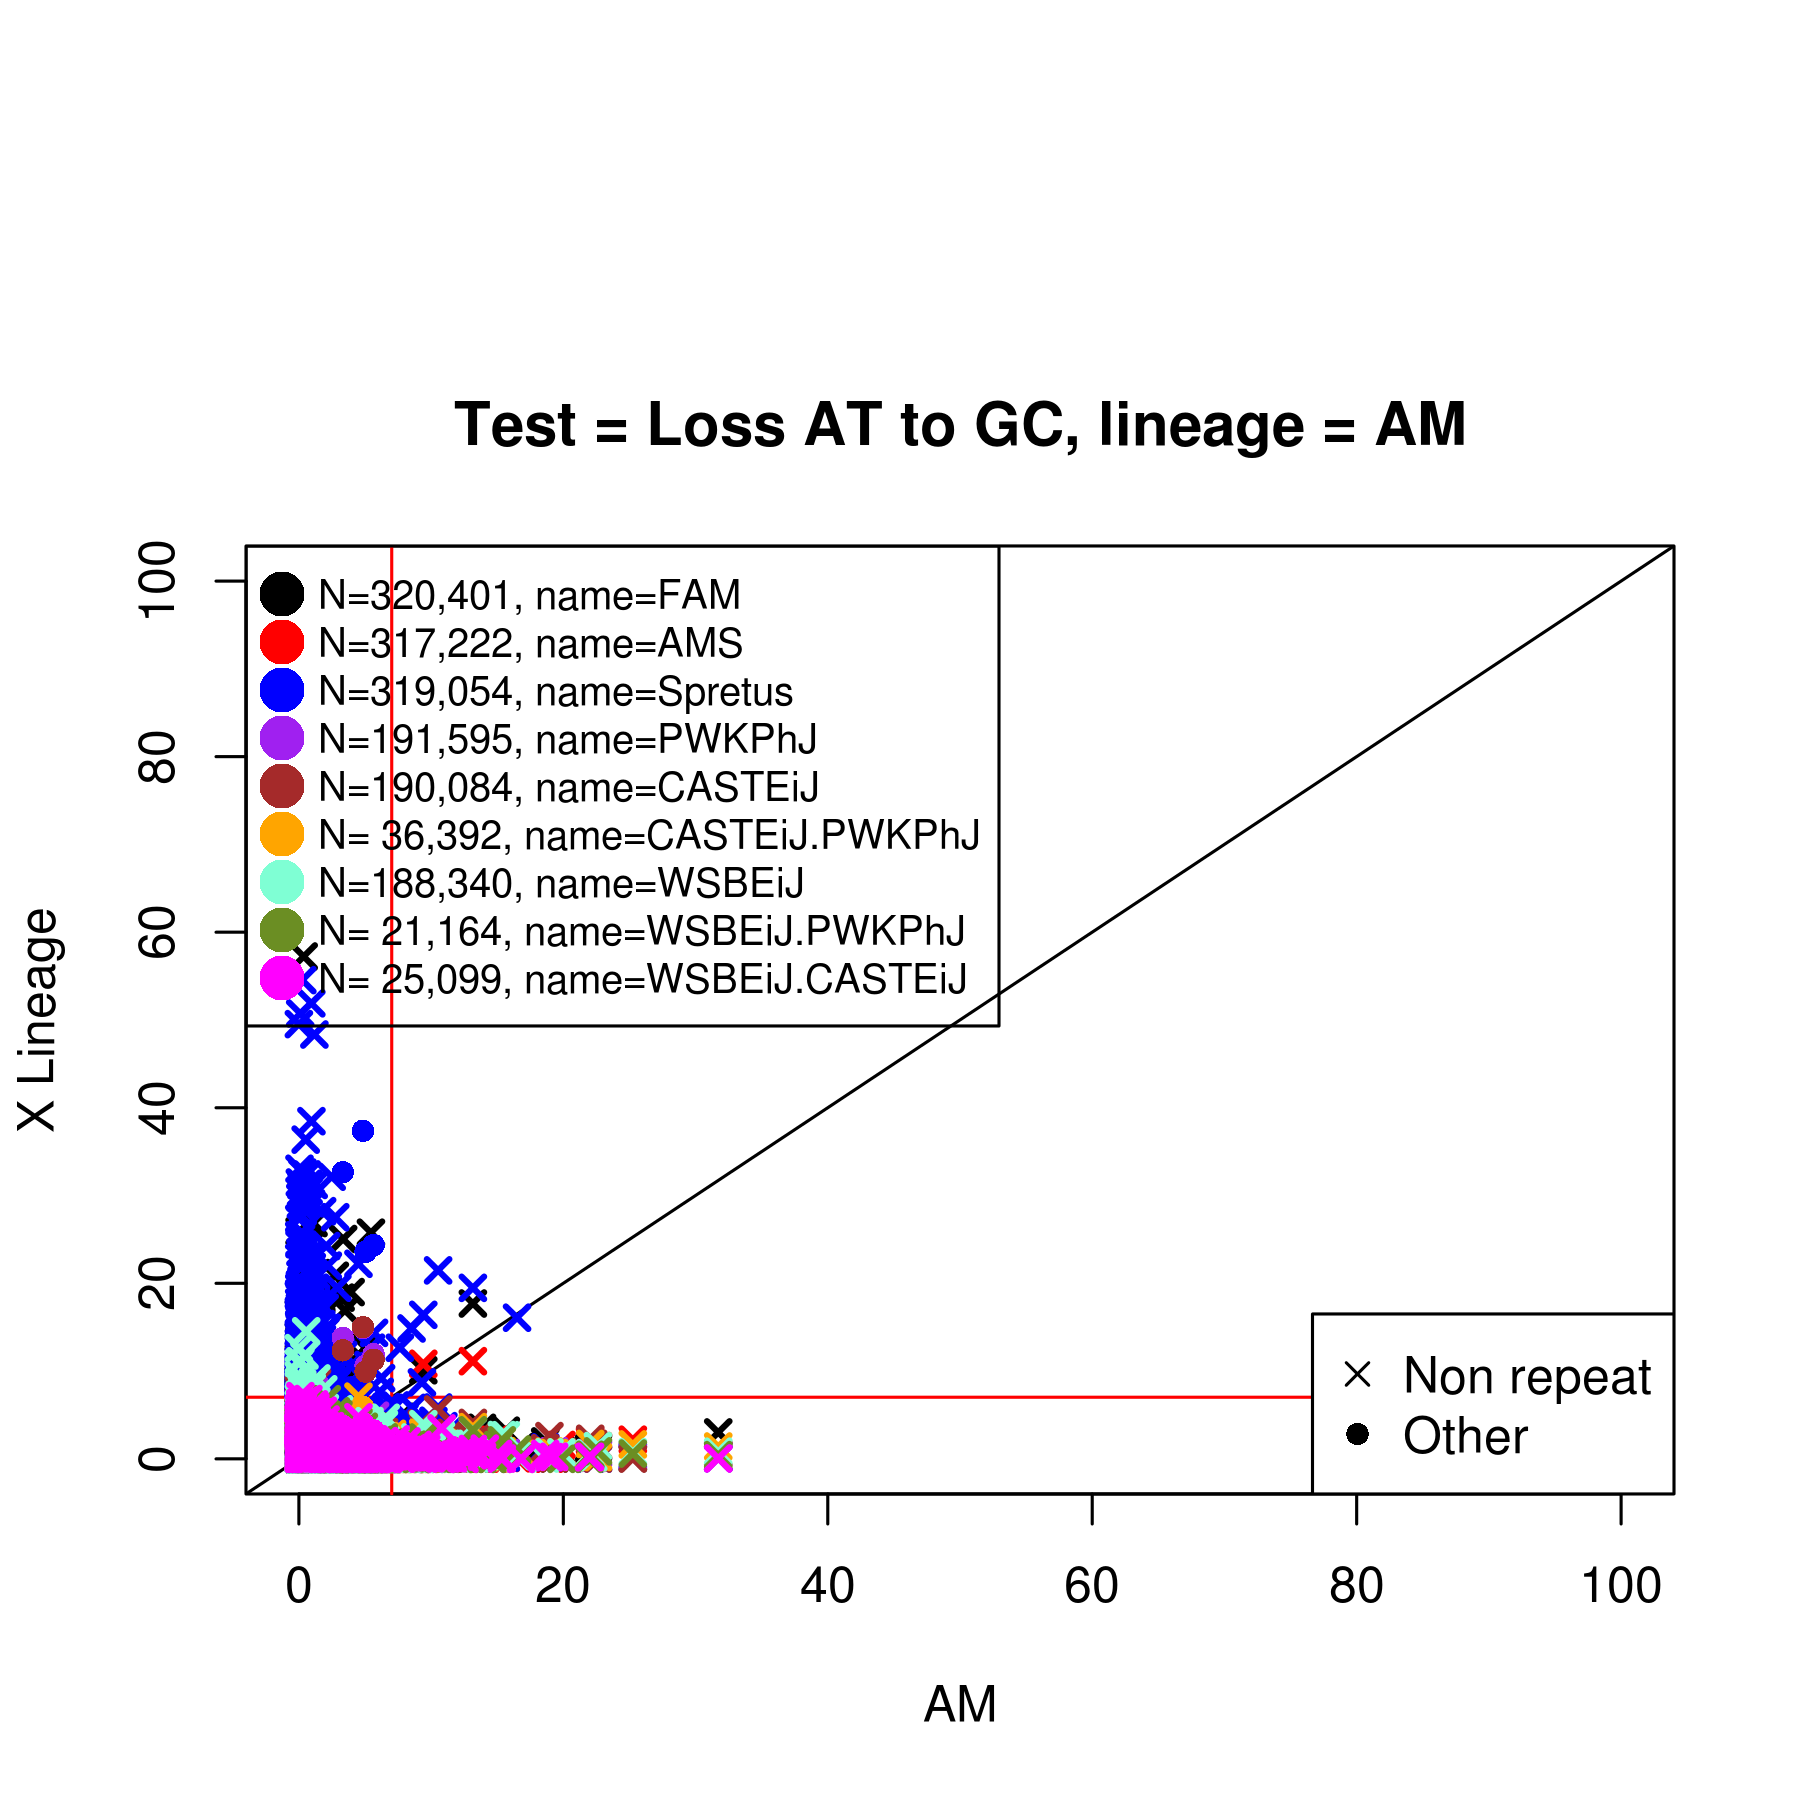 Test = Loss AT to GC, lineage = AM
X Lineage
100
80
60
40
20
0
N=320,401, name=FAM
N=317,222, name=AMS
N=319,054, name=Spretus
N=191,595, name=PWKPhJ
N=190,084, name=CASTEiJ
N= 36,392, name=CASTEiJ.PWKPhJ
N=188,340, name=WSBEiJ
N= 21,164, name=WSBEiJ.PWKPhJ
N= 25,099, name=WSBEiJ.CASTEiJ
Non repeat
Other
0 20 40 60 80 100
AM